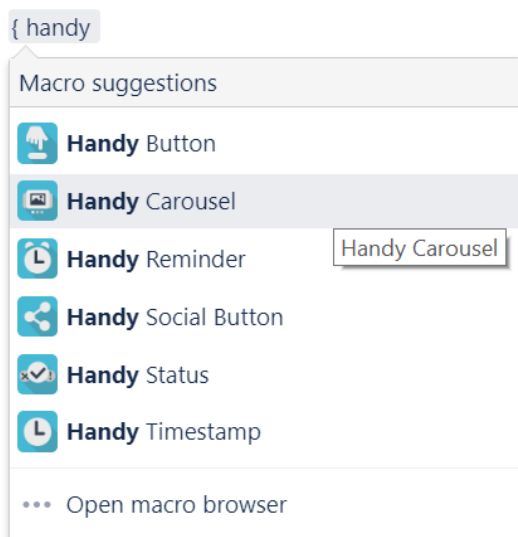 { handy
Macro suggestions
Handy Button
Handy Carousel
Handy Carousel
Handy Reminder
Handy Social Button
Handy Status
Handy Timestamp
Open macro browser